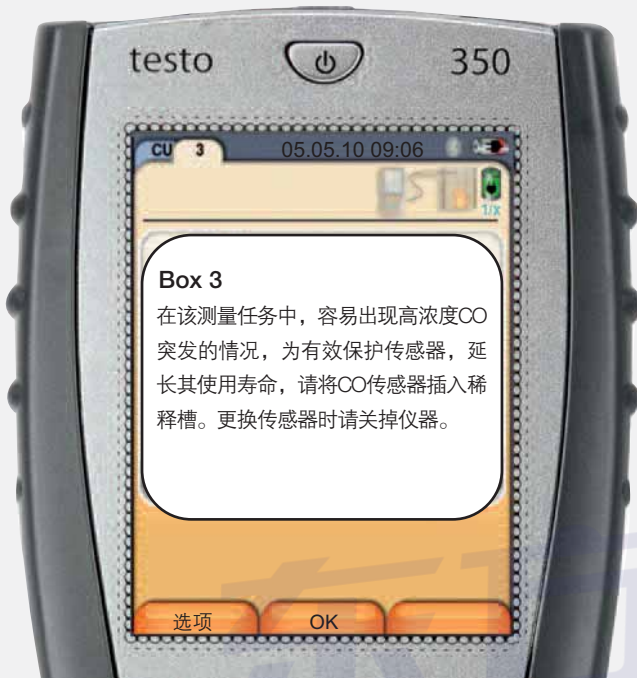 testo 350
CU 3 05.05.10 09:06
1/x
Box 3
在该测量任务中，容易出现高浓度CO
突发的情况，为有效保护传感器，延
长其使用寿命，请将CO传感器插入稀
释槽。更换传感器时请关掉仪器。
选项 OK